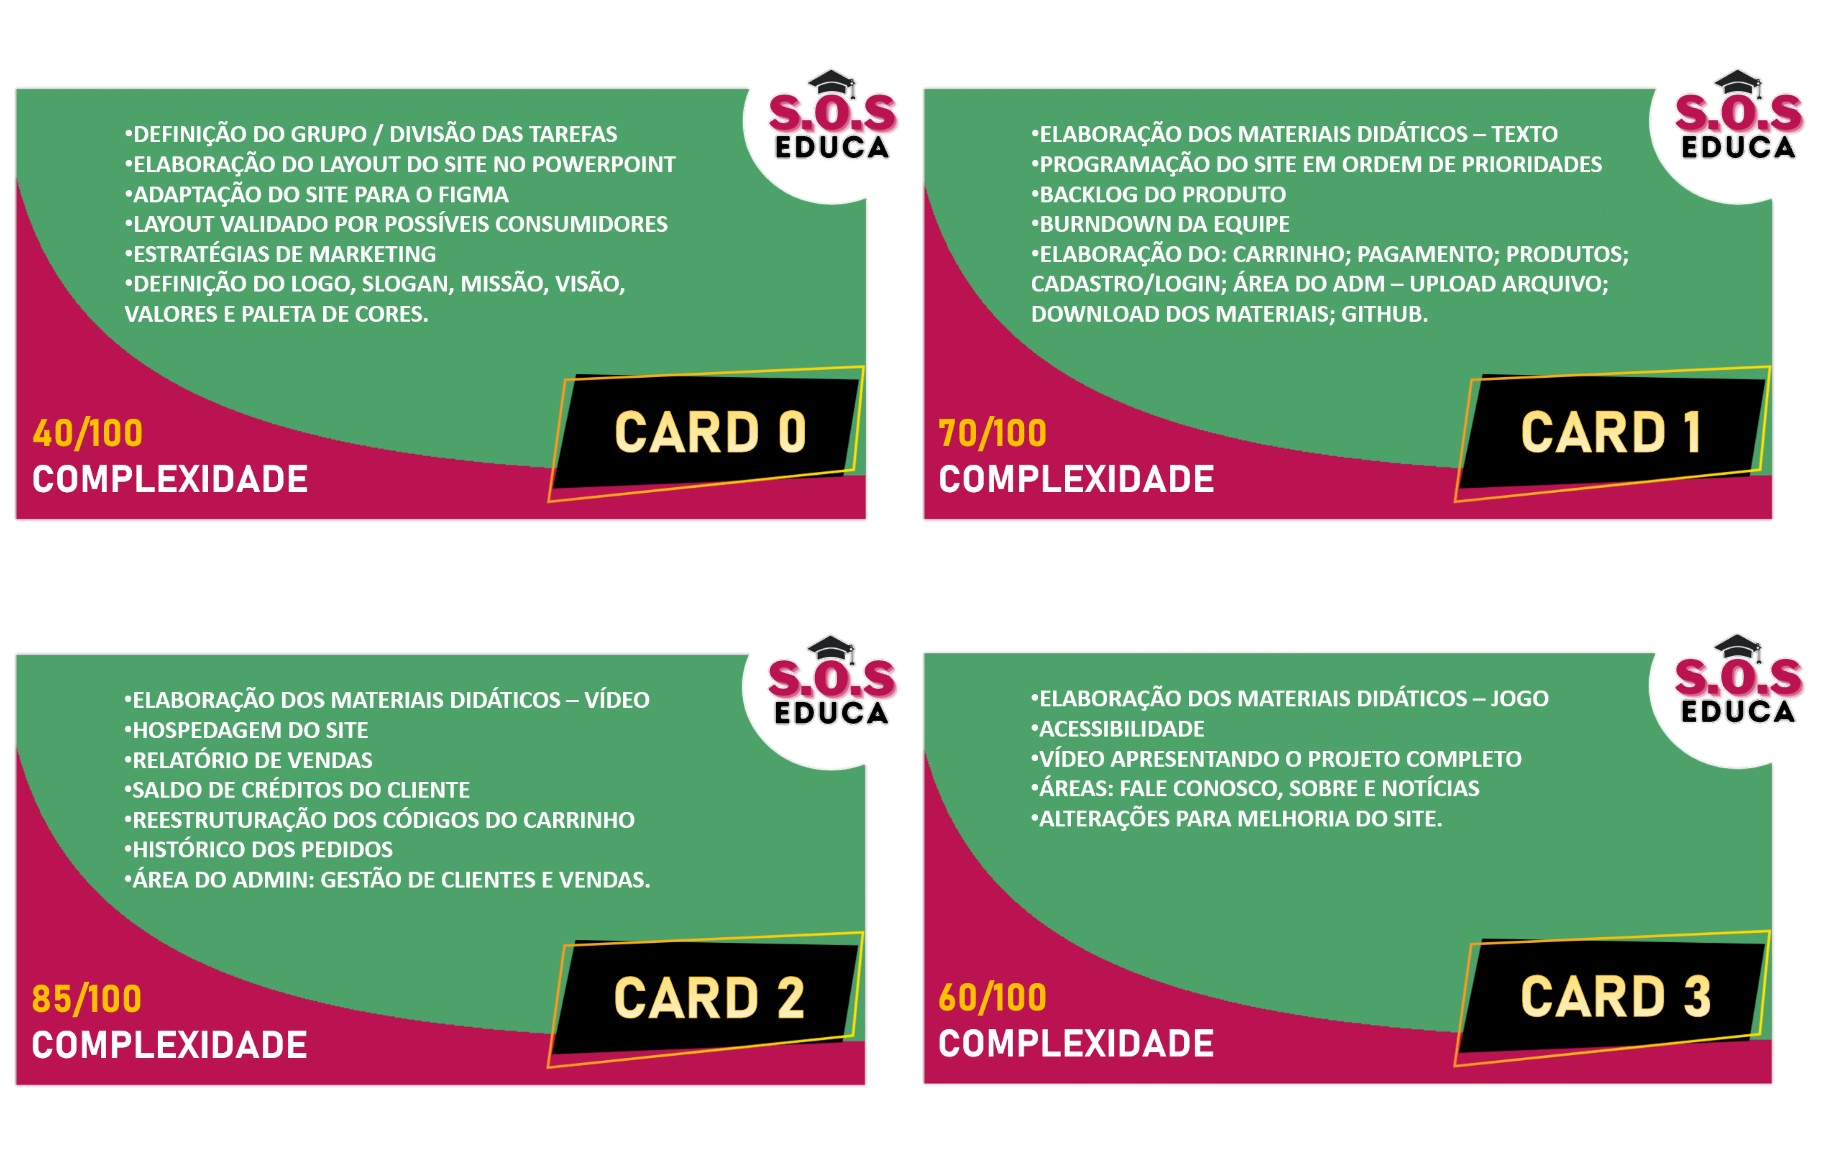 S.O.S
EDUCA
•DEFINIÇÃO DO GRUPO / DIVISÃO DAS TAREFAS
•ELABORAÇÃO DO LAYOUT DO SITE NO POWERPOINT
•ADAPTAÇÃO DO SITE PARA O FIGMA
•LAYOUT VALIDADO POR POSSÍVEIS CONSUMIDORES
•ESTRATÉGIAS DE MARKETING
•DEFINIÇÃO DO LOGO, SLOGAN, MISSÃO, VISÃO,
VALORES E PALETA DE CORES.
40/100
COMPLEXIDADE
CARD 0
S.O.S
EDUCA
•ELABORAÇÃO DOS MATERIAIS DIDÁTICOS – TEXTO
•PROGRAMAÇÃO DO SITE EM ORDEM DE PRIORIDADES
•BACKLOG DO PRODUTO
•BURNDOWN DA EQUIPE
•ELABORAÇÃO DO: CARRINHO; PAGAMENTO; PRODUTOS;
CADASTRO/LOGIN; ÁREA DO ADM – UPLOAD ARQUIVO;
DOWNLOAD DOS MATERIAIS; GITHUB.
70/100
COMPLEXIDADE
CARD 1
S.O.S
EDUCA
•ELABORAÇÃO DOS MATERIAIS DIDÁTICOS – VÍDEO
•HOSPEDAGEM DO SITE
•RELATÓRIO DE VENDAS
•SALDO DE CRÉDITOS DO CLIENTE
•REESTRUTURAÇÃO DOS CÓDIGOS DO CARRINHO
•HISTÓRICO DOS PEDIDOS
•ÁREA DO ADMIN: GESTÃO DE CLIENTES E VENDAS.
85/100
COMPLEXIDADE
CARD 2
S.O.S
EDUCA
•ELABORAÇÃO DOS MATERIAIS DIDÁTICOS – JOGO
•ACESSIBILIDADE
•VÍDEO APRESENTANDO O PROJETO COMPLETO
•ÁREAS: FALE CONOSCO, SOBRE E NOTÍCIAS
•ALTERAÇÕES PARA MELHORIA DO SITE.
60/100
COMPLEXIDADE
CARD 3